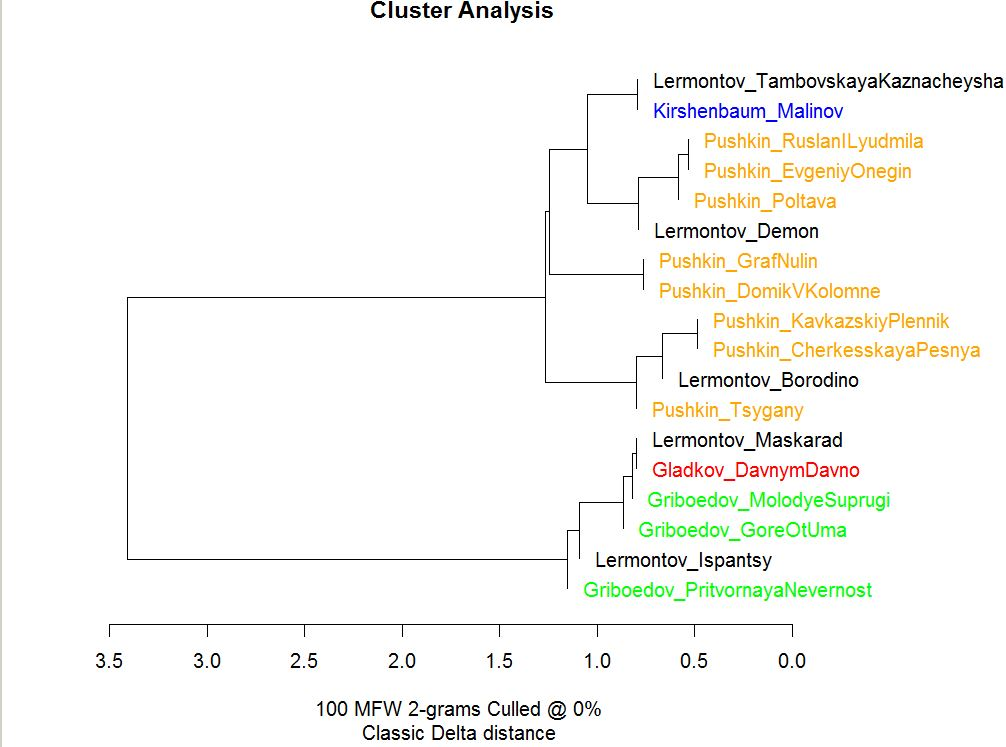 Cluster Analysis
Lermontov_TambovskayaKaznacheysha
Kirshenbaum_Malinov
Pushkin_RuslanILyudmila
Pushkin_EvgeniyOnegin
Pushkin_Poltava
Lermontov_Demon
Pushkin_GrafNulin
Pushkin_DomikVKolomne
Pushkin_KavkazskiyPlennik
Pushkin_CherkesskayaPesnya
Lermontov_Borodino
Pushkin_Tsygany
Lermontov_Maskarad
Gladkov_DavnymDavno
Griboedov_MolodyeSuprugi
Griboedov_GoreOtUma
Lermontov_Ispantsy
Griboedov_PritvornayaNevernost
3.5 3.0 2.5 2.0 1.5 1.0 0.5 0.0
100 MFW 2-grams Culled @ 0%
Classic Delta distance